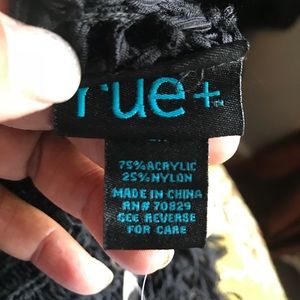 rue+
75%ACRYLIC
25%NYLON
MADE IN CHINA
RN# 70829
SEE REVERSE
FOR CARE